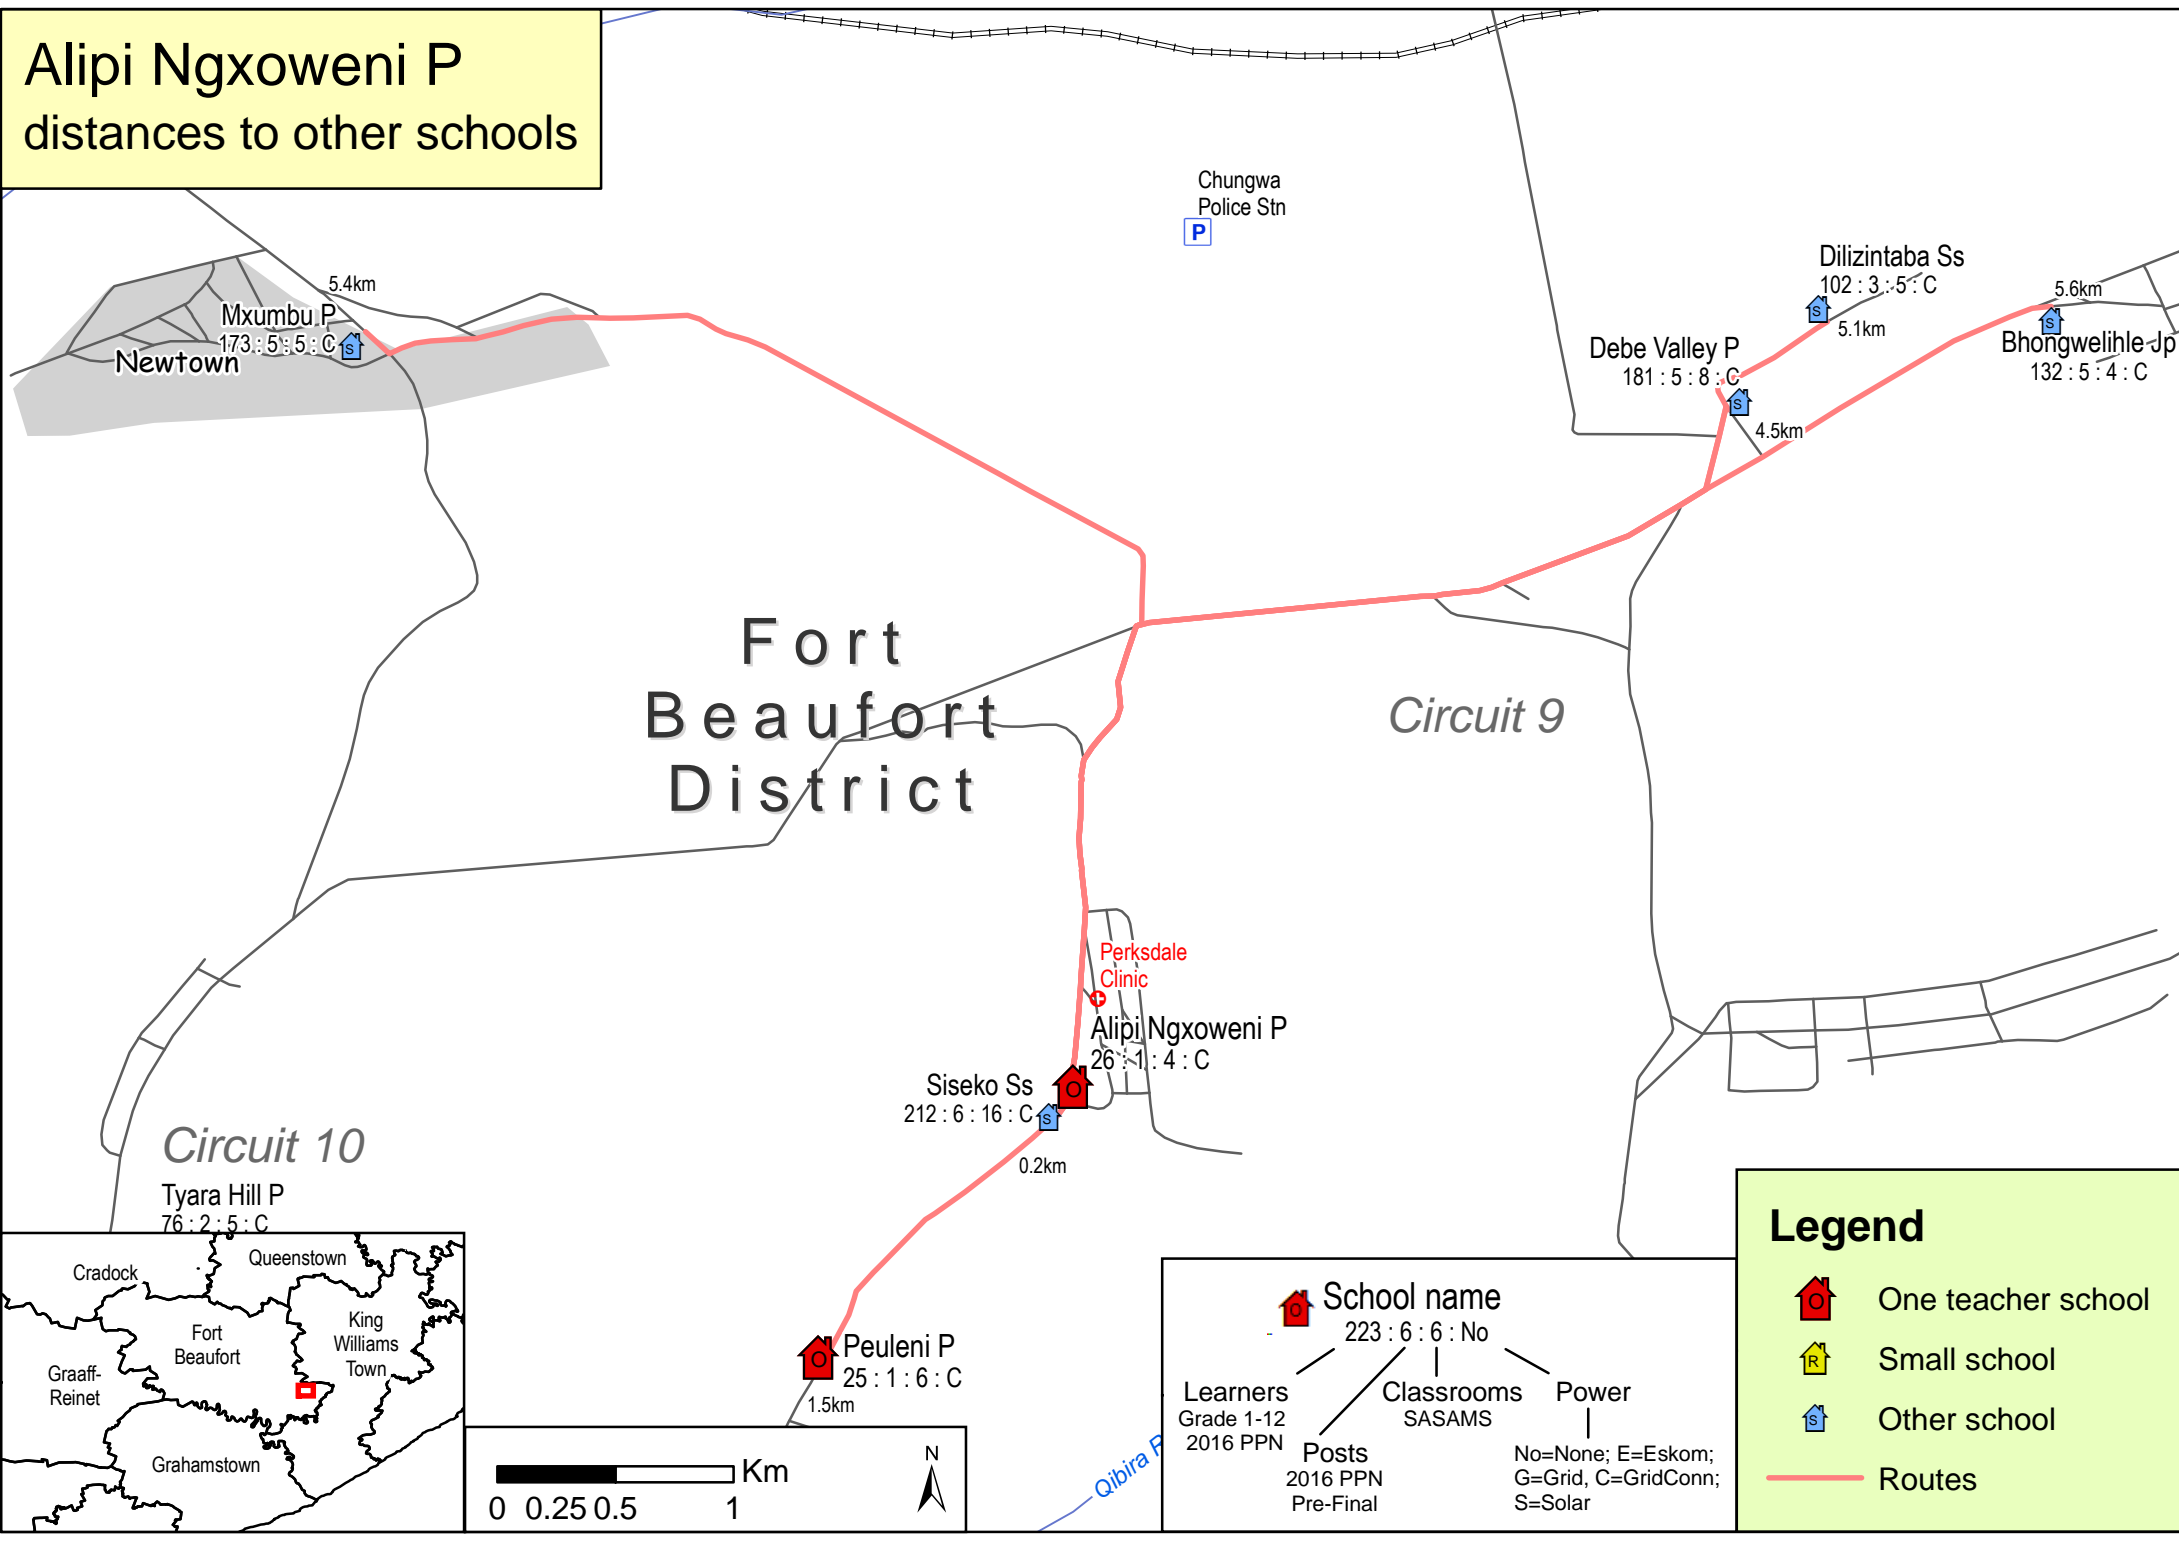 Alipi Ngxoweni P
distances to other schools
Chungwa
Police Stn
P
Dilizintaba Ss
102 : 3 : 5 : C
S
5.1km
5.6km
S
Bhongwelihle Jp
132 : 5 : 4 : C
5.4km
Mxumbu P
173 : 5 : 5 : C
S
Newtown
Debe Valley P
181 : 5 : 8 : C
S
4.5km
Fort
Beaufort
District
Circuit 9
Perksdale
Clinic
Alipi Ngxoweni P
26 : 1 : 4 : C
O
Siseko Ss
212 : 6 : 16 : C
S
0.2km
Circuit 10
Tyara Hill P
76 : 2 : 5 : C
O
Peuleni P
25 : 1 : 6 : C
1.5km
Cradock
Queenstown
King
Williams
Town
Fort
Beaufort
Graaff-
Reinet
Grahamstown
Km
0 0.25 0.5 1
N
Qibira R
O
School name
223 : 6 : 6 : No
Learners
Grade 1-12
2016 PPN
Posts
2016 PPN
Pre-Final
Classrooms
SASAMS
Power
No=None; E=Eskom;
G=Grid, C=GridConn;
S=Solar
Legend
O One teacher school
R Small school
S Other school
Routes